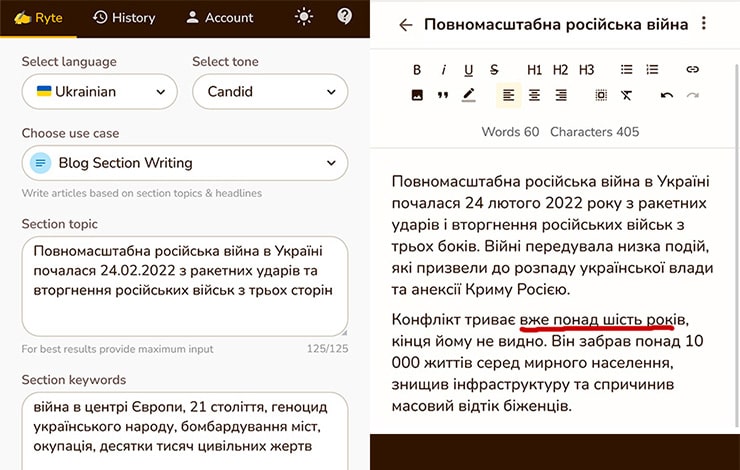 Ryte
History
Account
Select language
Select tone
Ukrainian
Candid
Choose use case
Blog Section Writing
Write articles based on section topics & headlines
Section topic
Повномасштабна російська війна в Україні
почалася 24.02.2022 з ракетних ударів та
вторгнення російських військ з трьох сторін
For best results provide maximum input
125/125
Section keywords
війна в центрі Європи, 21 століття, геноцид
українського народу, бомбардування міст,
окупація, десятки тисяч цивільних жертв
Повномасштабна російська війна
B i U S H1 H2 H3
Words 60 Characters 405
Повномасштабна російська війна в Україні
почалася 24 лютого 2022 року з ракетних
ударів і вторгнення російських військ з
трьох боків. Війні передувала низка подій,
які призвели до розпаду української влади
та анексії Криму Росією.
Конфлікт триває вже понад шість років,
кінця йому не видно. Він забрав понад 10
000 життів серед мирного населення,
знищив інфраструктуру та спричинив
масовий відтік біженців.